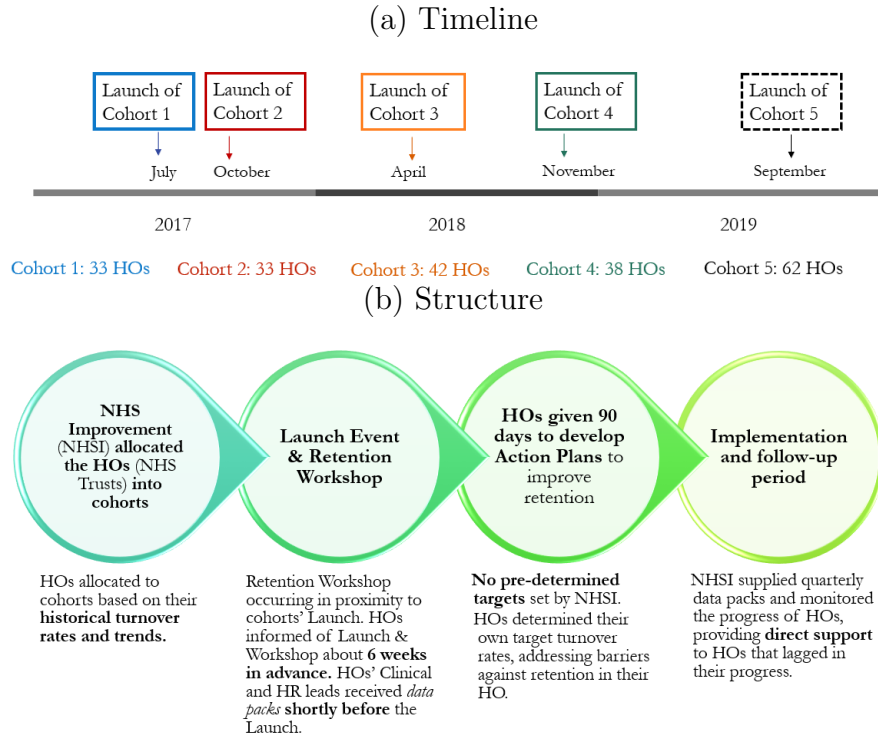 (a) Timeline
Launch of
Cohort 1
Launch of
Cohort 2
Launch of
Cohort 3
Launch of
Cohort 4
Launch of
Cohort 5
July
October
April
November
September
2017
2018
2019
Cohort 1: 33 HOs
Cohort 2: 33 HOs
Cohort 3: 42 HOs
Cohort 4: 38 HOs
Cohort 5: 62 HOs
(b) Structure
NHS
Improvement
(NHSI) allocated
the HOs (NHS
Trusts) into
cohorts
Launch Event
& Retention
Workshop
HOs given 90
days to develop
Action Plans to
improve
retention
Implementation
and follow-up
period
HOs allocated to
cohorts based on their
historical turnover
rates and trends.
Retention Workshop
occurring in proximity to
cohorts' Launch. HOs
informed of Launch &
Workshop about 6 weeks
in advance. HOs' Clinical
and HR leads received data
packs shortly before the
Launch.
No pre-determined
targets set by NHSI.
HOs determined their
own target turnover
rates, addressing barriers
against retention in their
HO.
NHSI supplied quarterly
data packs and monitored
the progress of HOs,
providing direct support
to HOs that lagged in
their progress.